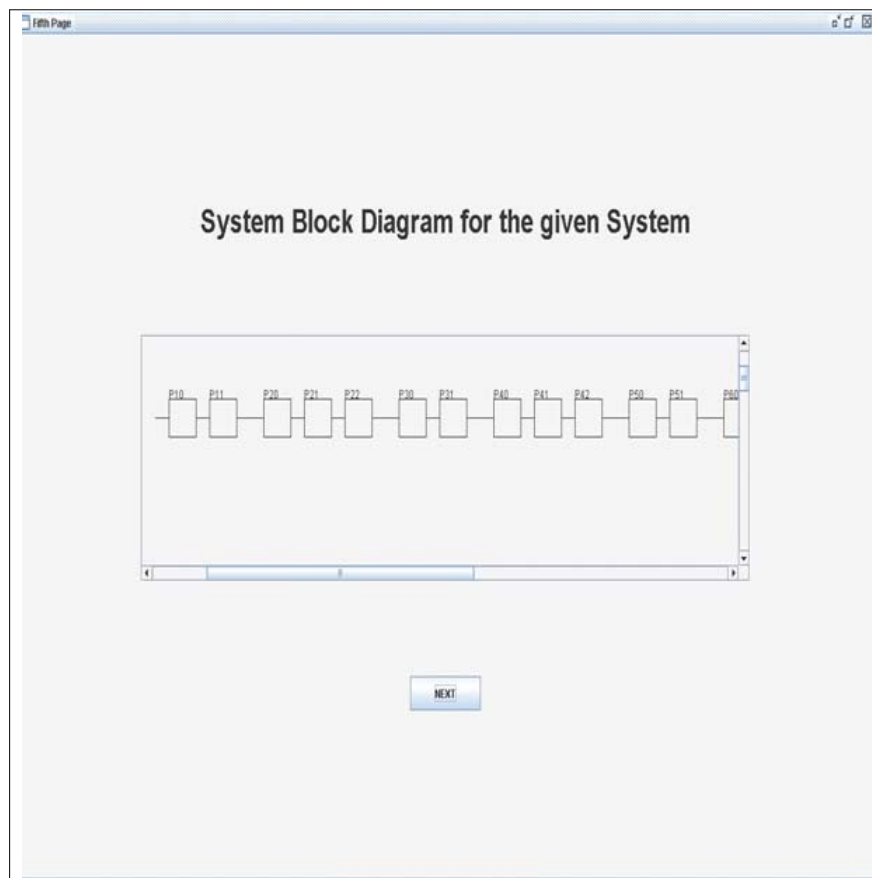 Fifth Page
System Block Diagram for the given System
P10 P11 P20 P21 P22 P30 P31 P40 P41 P42 P50 P51 P60
NEXT